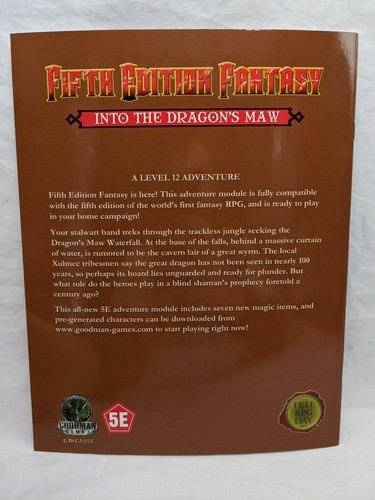 FIFTH EDITION FANTASY
INTO THE DRAGON'S MAW
A LEVEL 12 ADVENTURE
Fifth Edition Fantasy is here! This adventure module is fully compatible
with the fifth edition of the world's first fantasy RPG, and is ready to play
in your home campaign!
Your stalwart band treks through the trackless jungle seeking the
Dragon's Maw Waterfall. At the base of the falls, behind a massive curtain
of water, is rumored to be the cavern lair of a great wyrm. The local
Xulmec tribesmen say the great dragon has not been seen in nearly 100
years, so perhaps its hoard lies unguarded and ready for plunder. But
what role do the heroes play in a blind shaman's prophecy foretold a
century ago?
This all-new 5E adventure module includes seven new magic items, and
pre-generated characters can be downloaded from
www.goodman-games.com to start playing right now!
GOODMAN
GAMES
5E
FREE
RPG
DAY